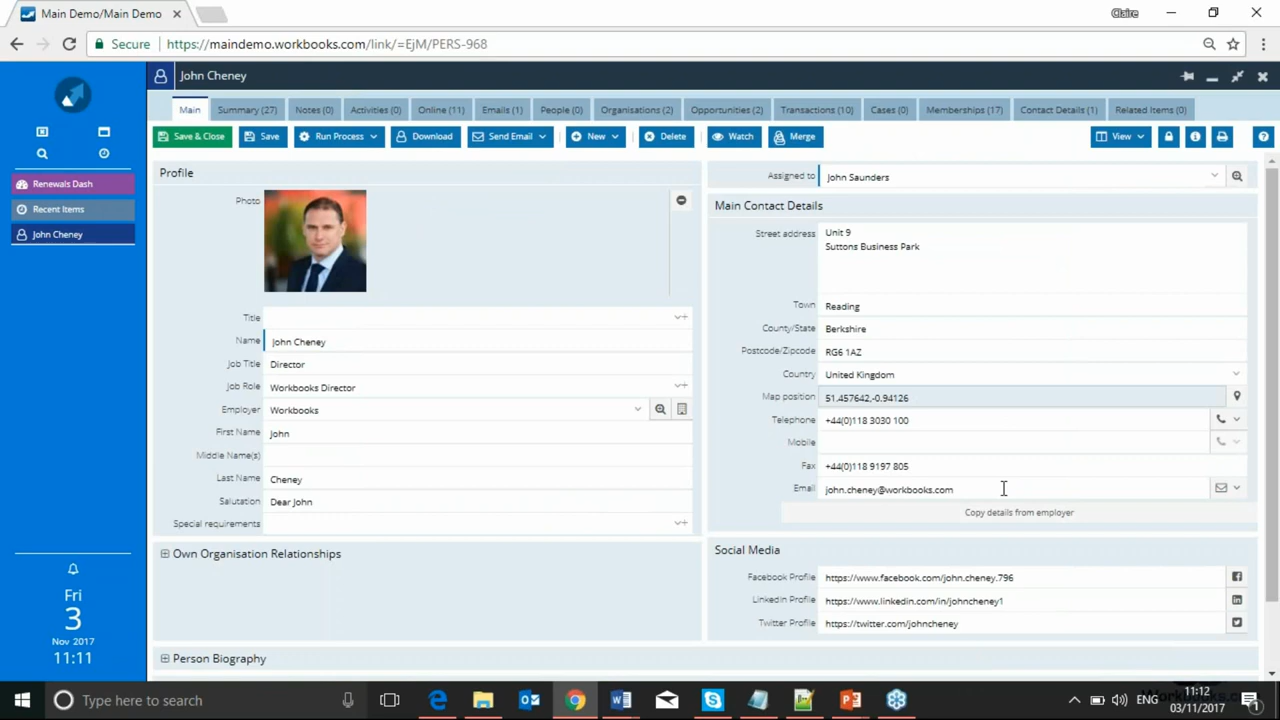 Main Demo/Main Demo
Claire
Secure
https://maindemo.workbooks.com/link/=EjM/PERS-968
John Cheney
Main
Summary (27)
Notes (0)
Activities (0)
Online (11)
Emails (1)
People (0)
Organisations (2)
Opportunities (2)
Transactions (10)
Cases (0)
Memberships (17)
Contact Details (1)
Related Items (0)
Save & Close
Save
Run Process
Download
Send Email
New
Delete
Watch
Merge
View
Renewals Dash
Recent Items
John Cheney
Profile
Photo
Title
Name John Cheney
Job Title Director
Job Role Workbooks Director
Employer Workbooks
First Name John
Middle Name(s)
Last Name Cheney
Salutation Dear John
Special requirements
Own Organisation Relationships
Person Biography
Assigned to John Saunders
Main Contact Details
Street address Unit 9
Suttons Business Park
Town Reading
County/State Berkshire
Postcode/Zipcode RG6 1AZ
Country United Kingdom
Map position 51.457642,-0.94126
Telephone +44(0)118 3030 100
Mobile
Fax +44(0)118 9197 805
Email john.cheney@workbooks.com
Copy details from employer
Social Media
Facebook Profile https://www.facebook.com/john.cheney.796
Linkedin Profile https://www.linkedin.com/in/johncheney1
Twitter Profile https://twitter.com/johncheney
Fri
3
Nov 2017
11:11
Type here to search
ENG
11:12
03/11/2017
1